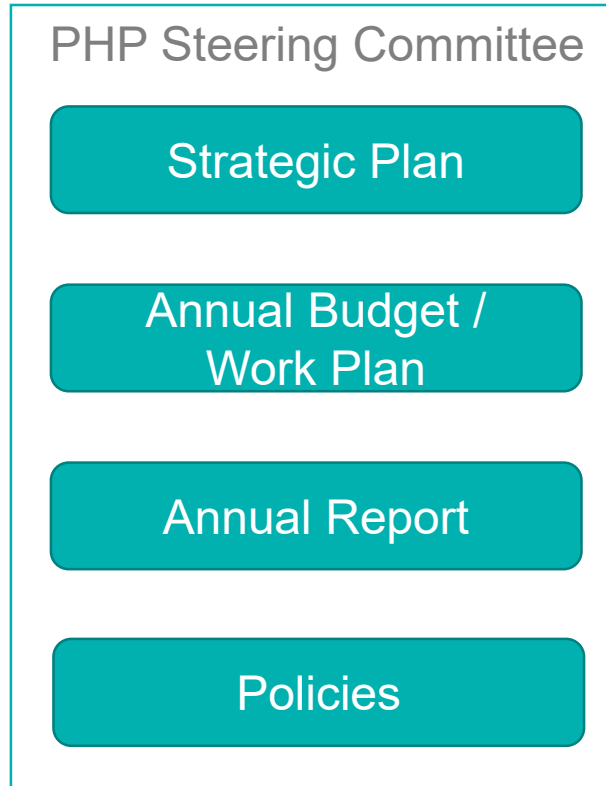 PHP Steering Committee
Strategic Plan
Annual Budget /
Work Plan
Annual Report
Policies